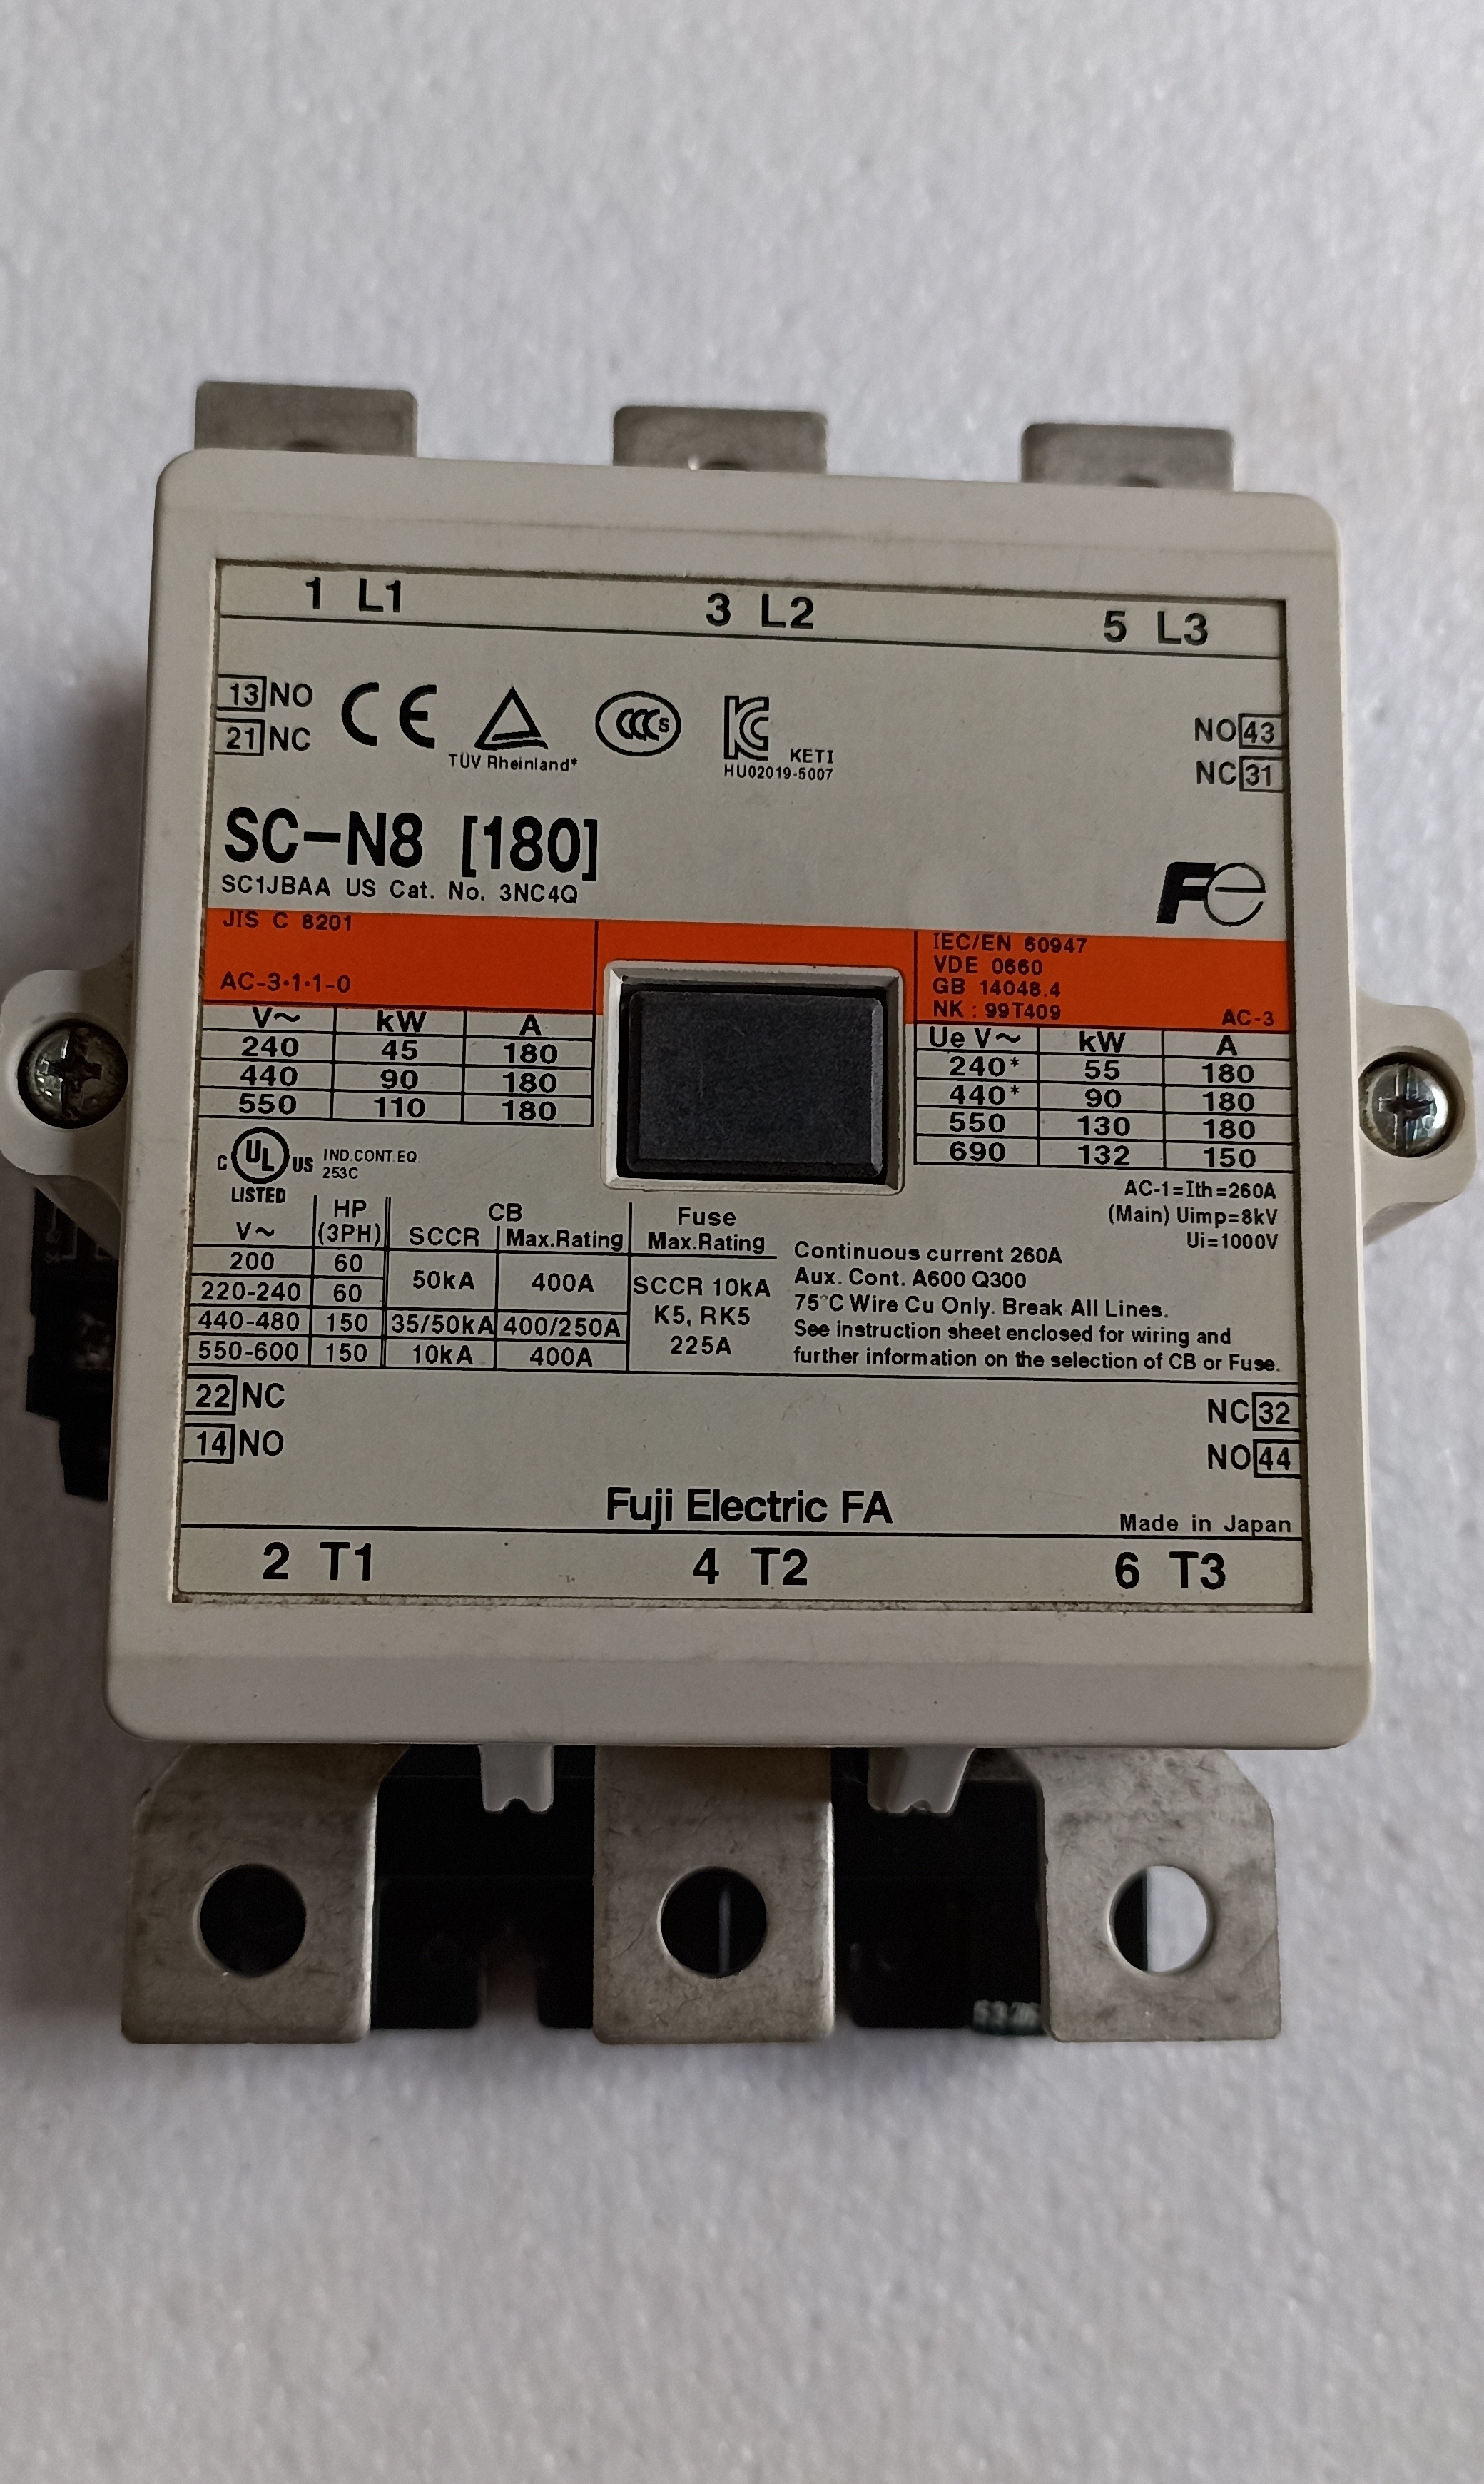 1 L1 3 L2 5 L3
13 NO
21 NC
CE
TÜV Rheinland*
CCC S
KC
KETI
HU02019-5007
NO 43
NC 31
SC-N8 [180]
SC1JBAA US Cat. No. 3NC4Q
Fe
JIS C 8201
AC-3·1·1-0
V~ kW A
240 45 180
440 90 180
550 110 180
IEC/EN 60947
VDE 0660
GB 14048.4
NK : 99T409 AC-3
Ue V~ kW A
240* 55 180
440* 90 180
550 130 180
690 132 150
AC-1=Ith=260A
(Main) Uimp=8kV
Ui=1000V
C UL US IND.CONT.EQ.
253C
LISTED
V~ HP (3PH) CB Fuse
SCCR Max.Rating Max.Rating
200 60 50kA 400A SCCR 10kA
220-240 60 K5, RK5
440-480 150 35/50kA 400/250A 225A
550-600 150 10kA 400A
Continuous current 260A
Aux. Cont. A600 Q300
75°C Wire Cu Only. Break All Lines.
See instruction sheet enclosed for wiring and
further information on the selection of CB or Fuse.
22 NC
14 NO
NC 32
NO 44
Fuji Electric FA
Made in Japan
2 T1 4 T2 6 T3